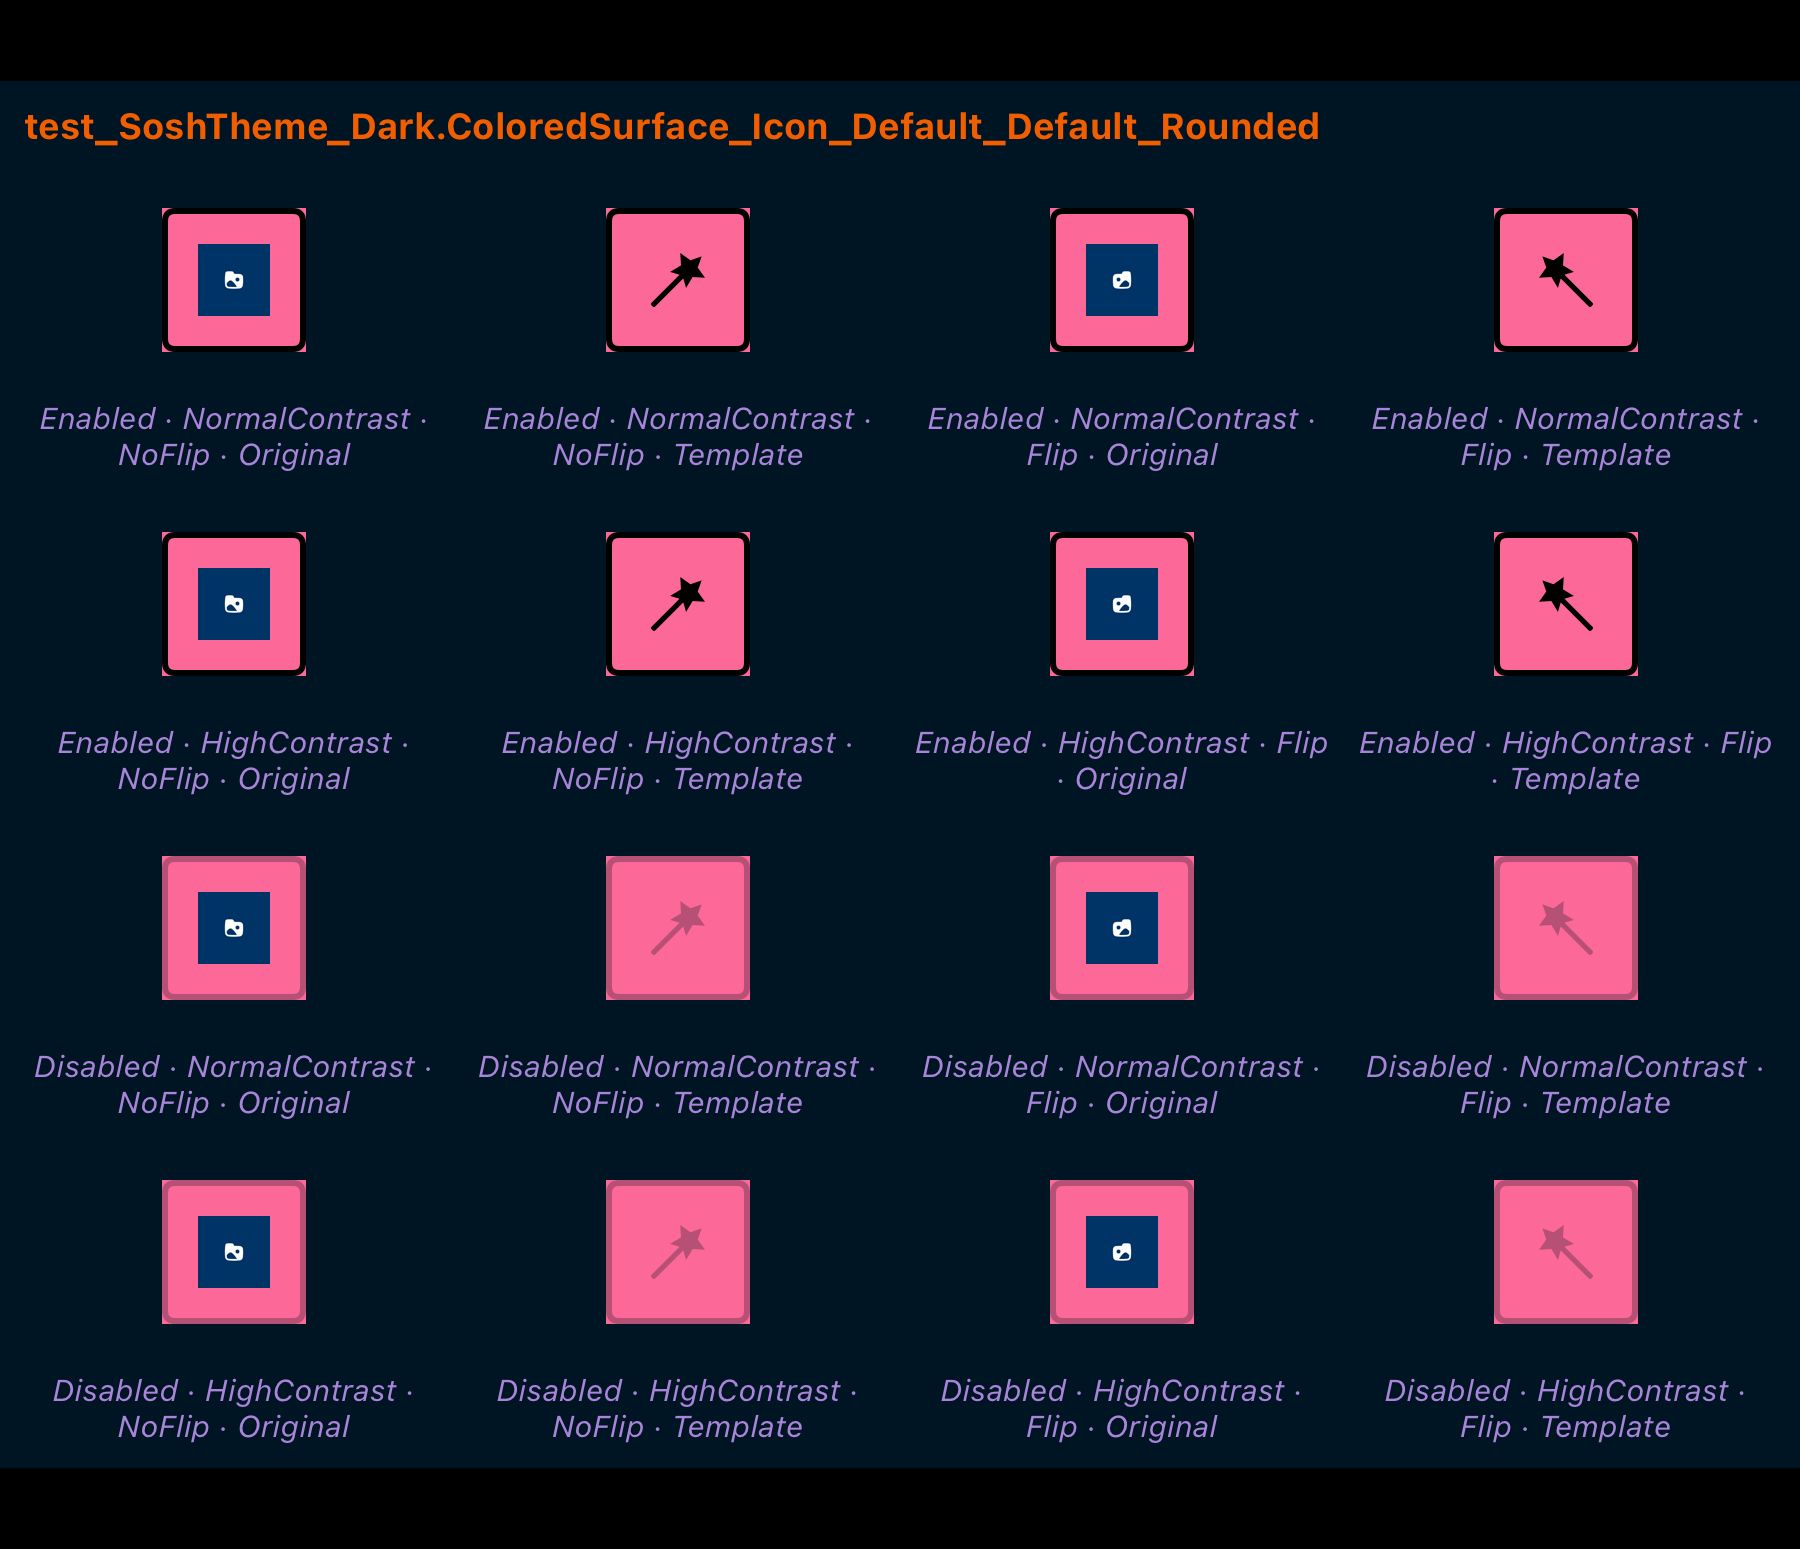 test_SoshTheme_Dark.ColoredSurface_Icon_Default_Default_Rounded
Enabled · NormalContrast ·
NoFlip · Original
Enabled · NormalContrast ·
NoFlip · Template
Enabled · NormalContrast ·
Flip · Original
Enabled · NormalContrast ·
Flip · Template
Enabled · HighContrast ·
NoFlip · Original
Enabled · HighContrast ·
NoFlip · Template
Enabled · HighContrast · Flip
· Original
Enabled · HighContrast · Flip
· Template
Disabled · NormalContrast ·
NoFlip · Original
Disabled · NormalContrast ·
NoFlip · Template
Disabled · NormalContrast ·
Flip · Original
Disabled · NormalContrast ·
Flip · Template
Disabled · HighContrast ·
NoFlip · Original
Disabled · HighContrast ·
NoFlip · Template
Disabled · HighContrast ·
Flip · Original
Disabled · HighContrast ·
Flip · Template